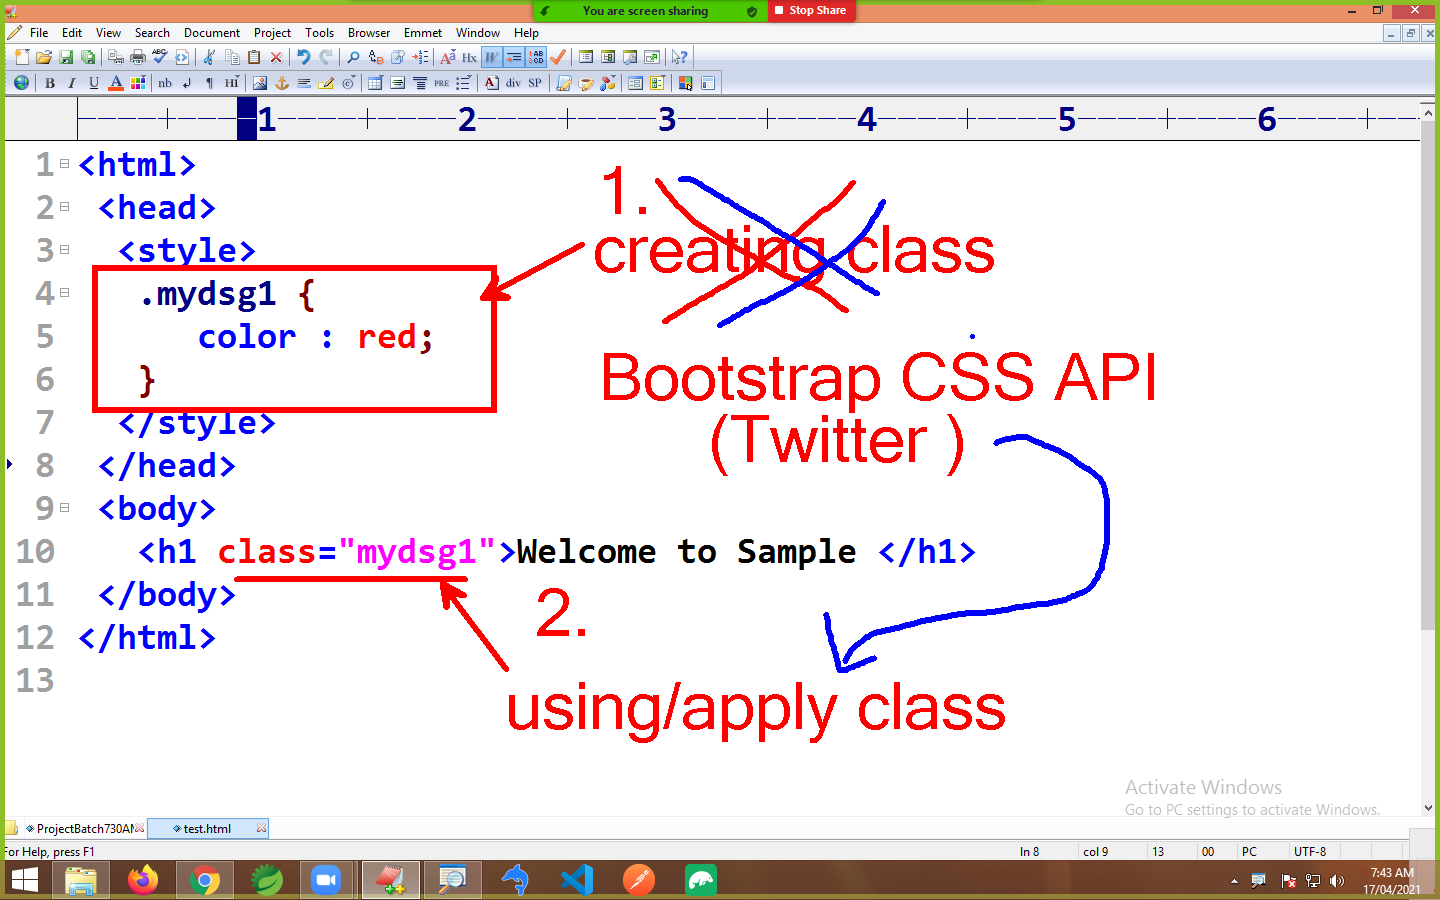 You are screen sharing
Stop Share
File Edit View Search Document Project Tools Browser Emmet Window Help
B I U A nb ¶ HI PRE A div SP
1 2 3 4 5 6
1 <html>
2 <head>
3 <style>
4 .mydsg1 {
5 color : red;
6 }
7 </style>
8 </head>
9 <body>
10 <h1 class="mydsg1">Welcome to Sample </h1>
11 </body>
12 </html>
13
1.
creating class
Bootstrap CSS API
(Twitter )
2.
using/apply class
Activate Windows
Go to PC settings to activate Windows.
ProjectBatch730AM test.html
For Help, press F1
ln 8 col 9 13 00 PC UTF-8
7:43 AM
17/04/2021